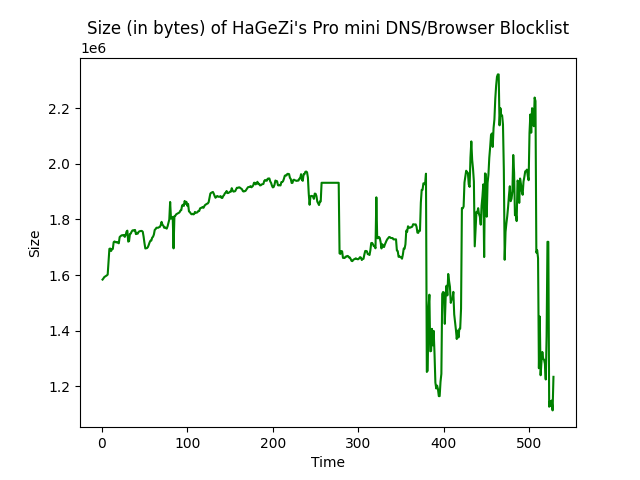 Size (in bytes) of HaGeZi's Pro mini DNS/Browser Blocklist
1e6
2.2
2.0
1.8
1.6
1.4
1.2
Size
0 100 200 300 400 500
Time